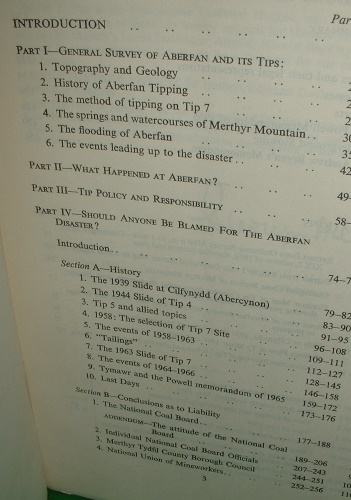 Par
INTRODUCTION
PART I—GENERAL SURVEY OF ABERFAN AND ITS TIPS:
1. Topography and Geology
2. History of Aberfan Tipping
3. The method of tipping on Tip 7
4. The springs and watercourses of Merthyr Mountain
5. The flooding of Aberfan
6. The events leading up to the disaster
PART II—WHAT HAPPENED AT ABERFAN? 49-
PART III—TIP POLICY AND RESPONSIBILITY 58-
PART IV—SHOULD ANYONE BE BLAMED FOR THE ABERFAN
DISASTER?
Introduction 74-7
Section A—History
1. The 1939 Slide at Cilfynydd (Abercynon) 79-82
2. The 1944 Slide of Tip 4 83-90
3. Tip 5 and allied topics 91-95
4. 1958: The selection of Tip 7 Site 96-108
5. The events of 1958-1963 109-111
6. "Tailings" 112-127
7. The 1963 Slide of Tip 7 128-145
8. The events of 1964-1966 146-158
9. Tymawr and the Powell memorandum of 1965 159-172
10. Last Days 173-176
Section B—Conclusions as to Liability
1. The National Coal Board 177-188
ADDENDUM—The attitude of the National Coal
Board 189-206
2. Individual National Coal Board Officials 207-243
3. Merthyr Tydfil County Borough Council 244-251
4. National Union of Mineworkers 252-256
3